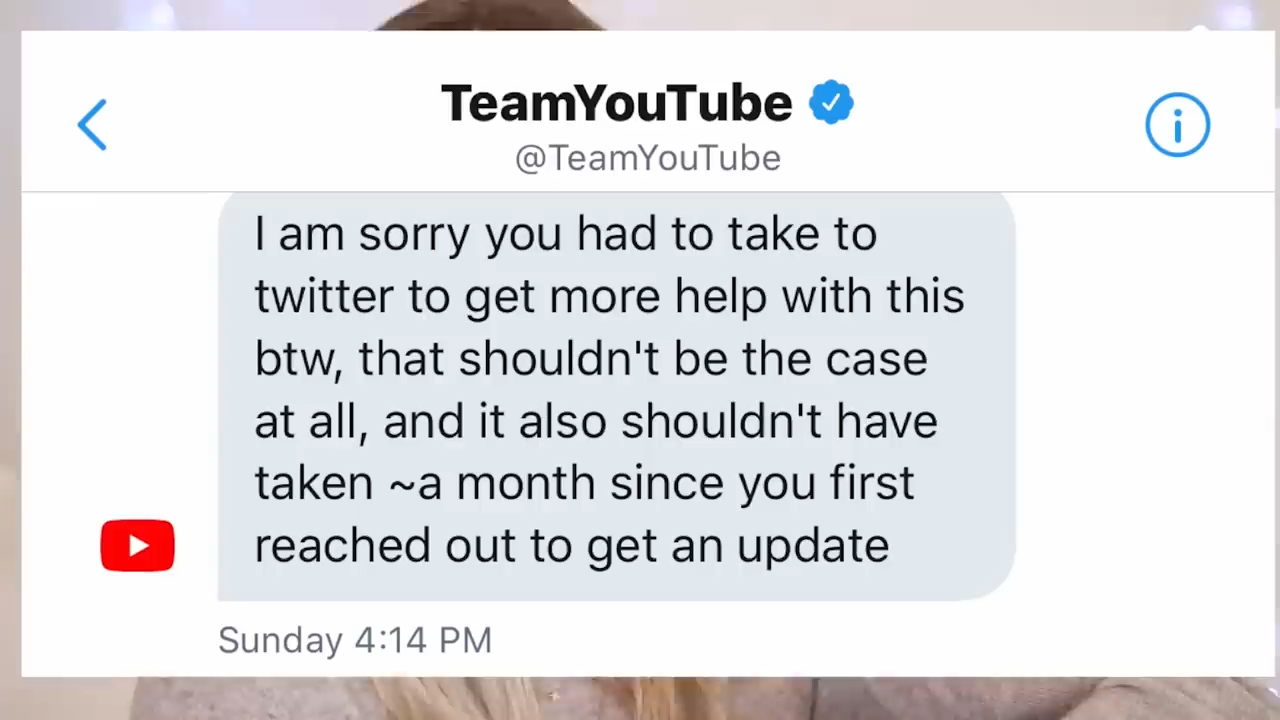 TeamYouTube
@TeamYouTube
I am sorry you had to take to
twitter to get more help with this
btw, that shouldn't be the case
at all, and it also shouldn't have
taken ~a month since you first
reached out to get an update
Sunday 4:14 PM